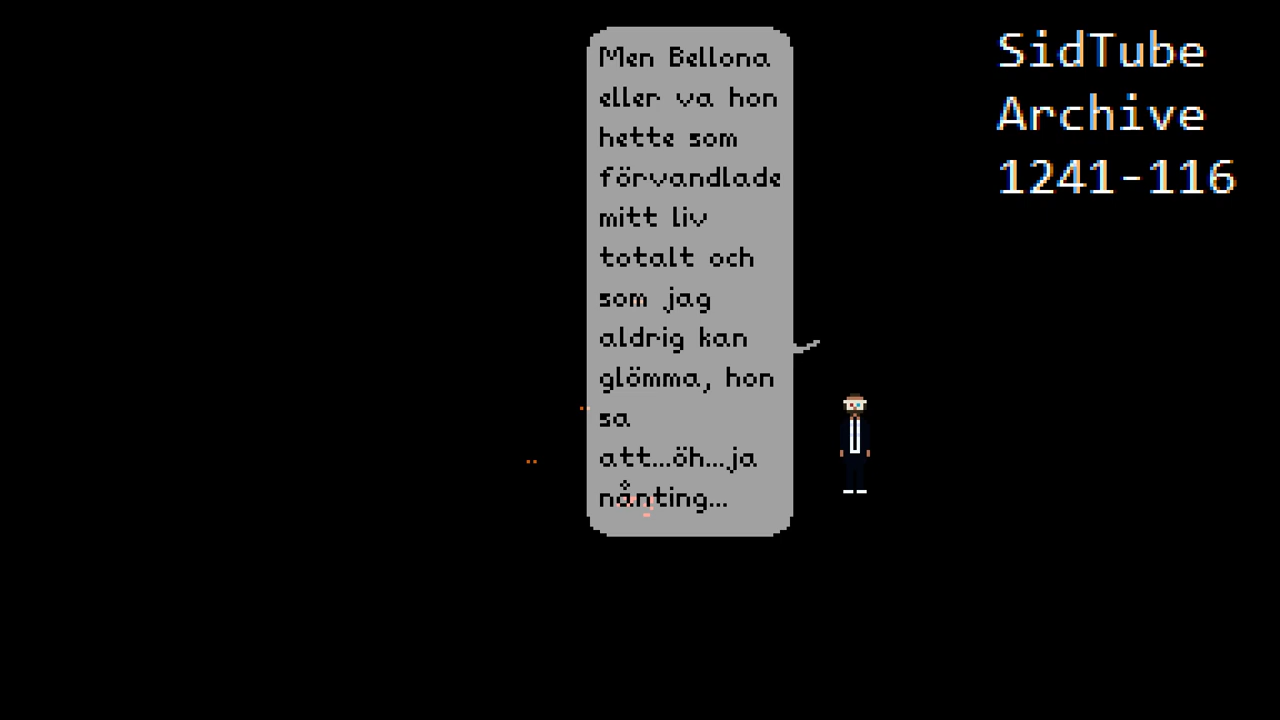 Men Bellona
eller va hon
hette som
förvandlade
mitt liv
totalt och
som jag
aldrig kan
glömma, hon
sa
att...öh...ja
nånting...
SidTube
Archive
1241-116